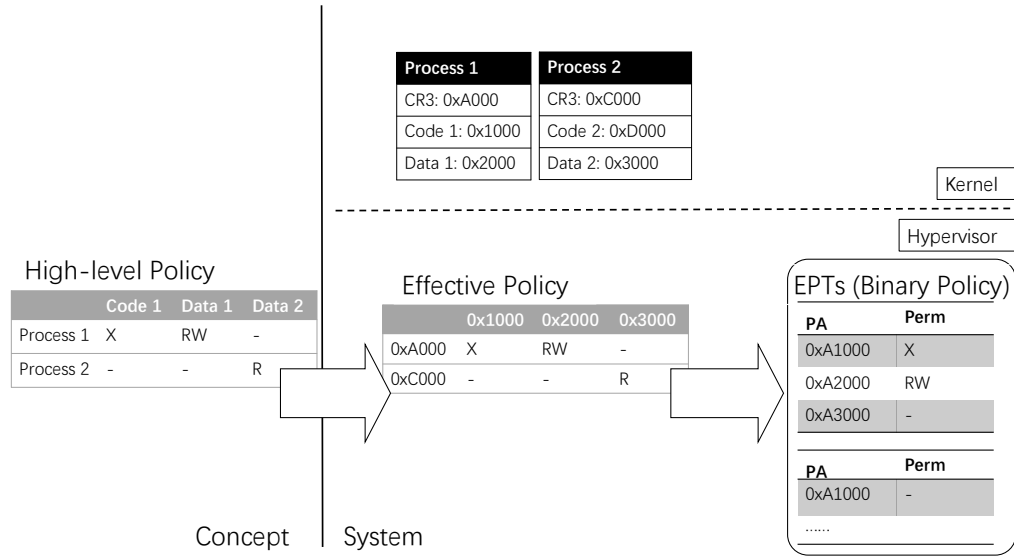 Process 1 Process 2
CR3: 0xA000 CR3: 0xC000
Code 1: 0x1000 Code 2: 0xD000
Data 1: 0x2000 Data 2: 0x3000
Kernel
Hypervisor
High-level Policy
Code 1 Data 1 Data 2
Process 1 X RW -
Process 2 - - R
Effective Policy
0x1000 0x2000 0x3000
0xA000 X RW -
0xC000 - - R
EPTs (Binary Policy)
PA Perm
0xA1000 X
0xA2000 RW
0xA3000 -
PA Perm
0xA1000 -
......
Concept System